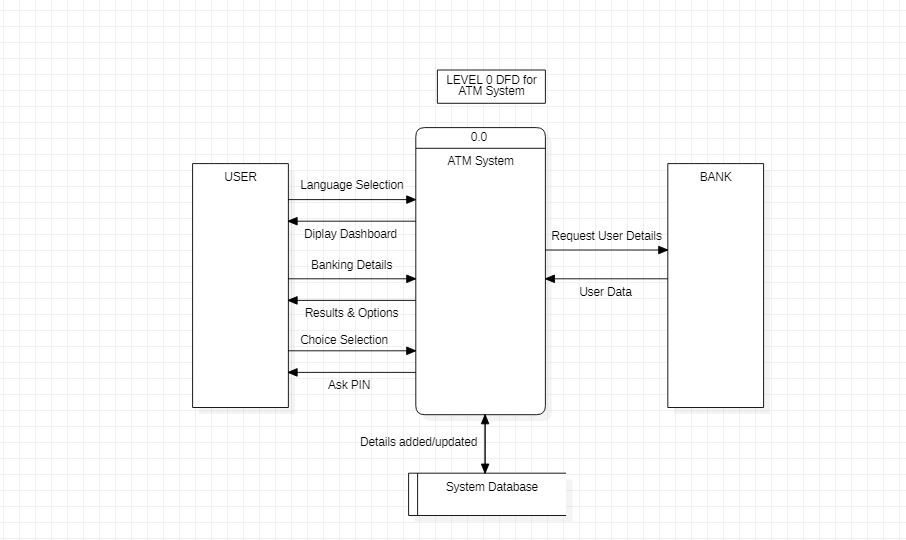 LEVEL 0 DFD for
ATM System
0.0
ATM System
USER
BANK
Language Selection
Diplay Dashboard
Request User Details
Banking Details
User Data
Results & Options
Choice Selection
Ask PIN
Details added/updated
System Database